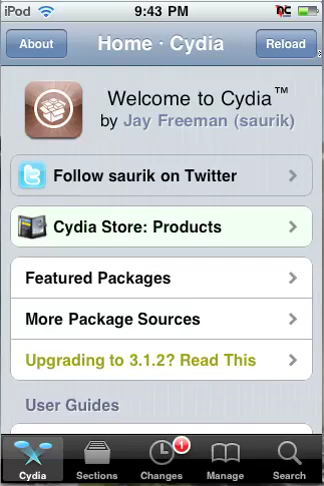 iPod 9:43 PM
About Home · Cydia Reload
Welcome to Cydia™
by Jay Freeman (saurik)
Follow saurik on Twitter
Cydia Store: Products
Featured Packages
More Package Sources
Upgrading to 3.1.2? Read This
User Guides
1
Cydia Sections Changes Manage Search